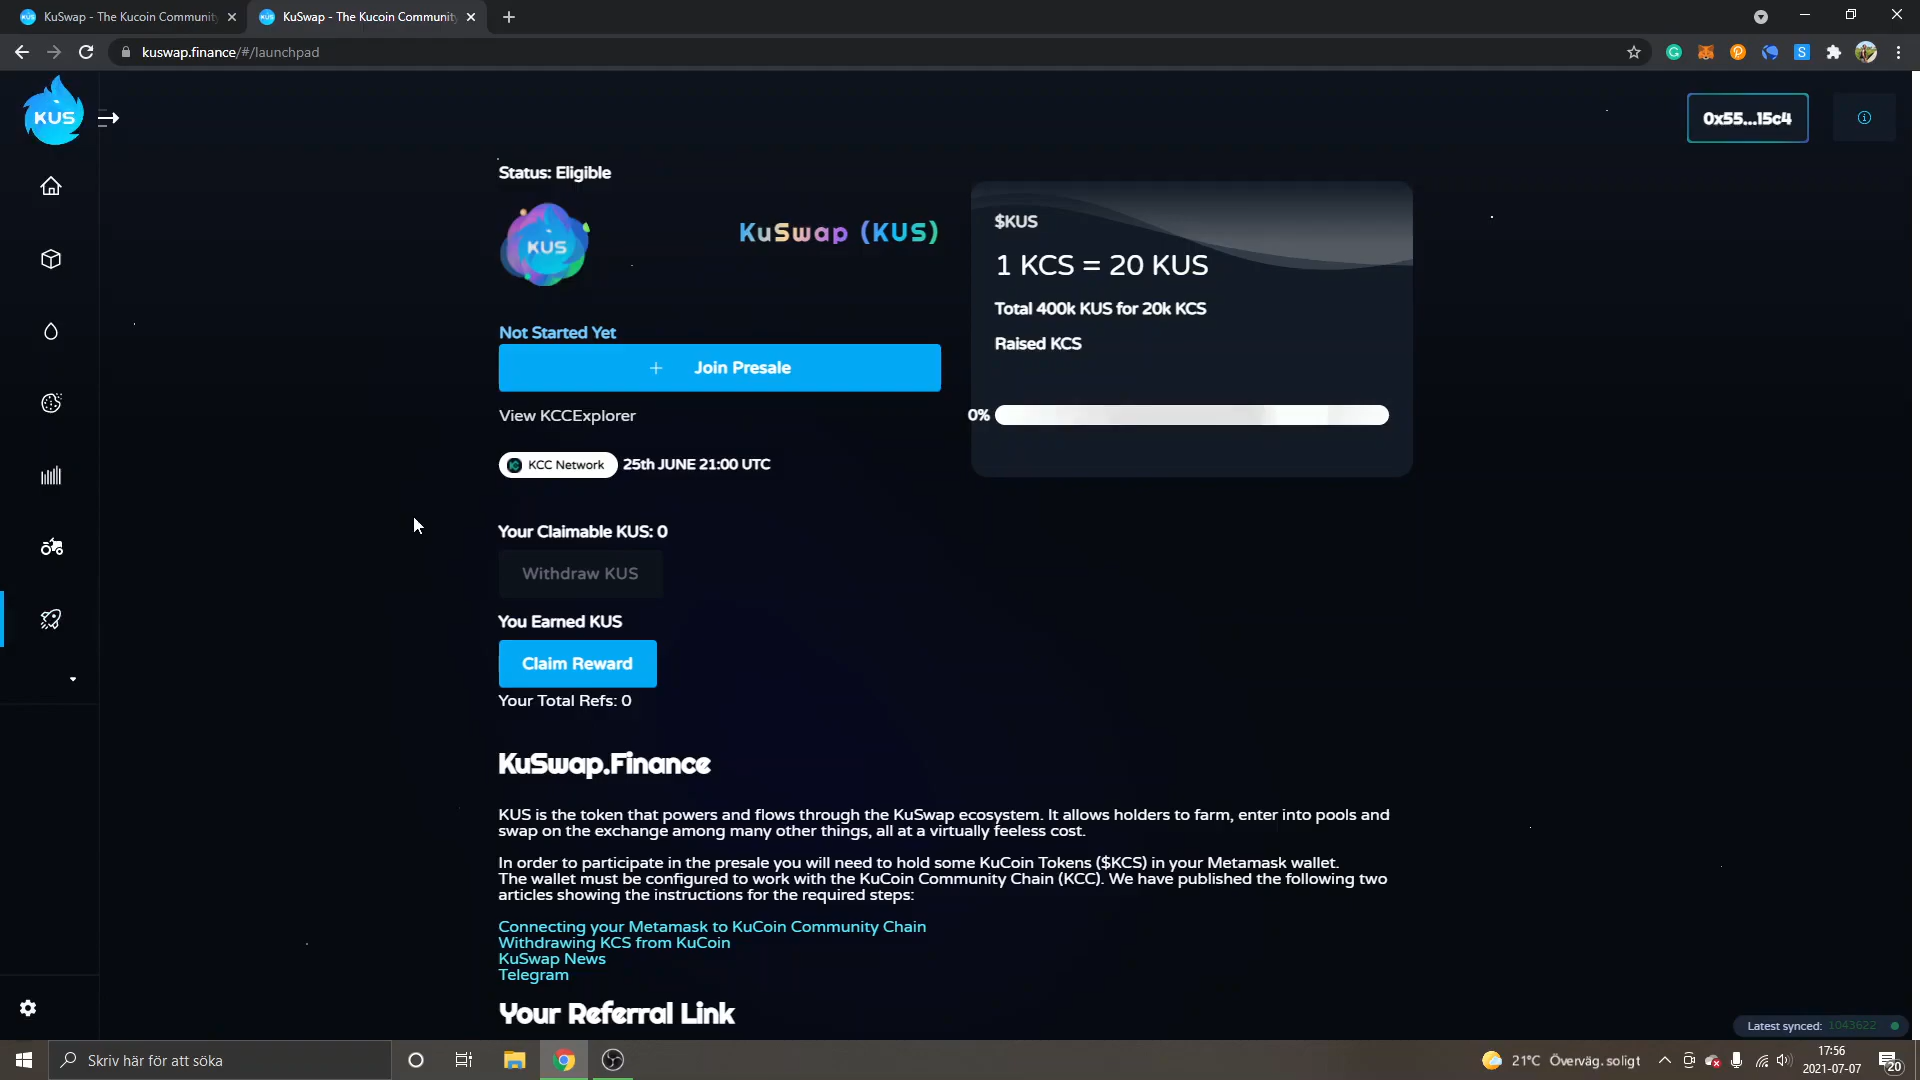 KuSwap - The Kucoin Community
KuSwap - The Kucoin Community
kuswap.finance/#/launchpad
KUS
0x55...15c4
Status: Eligible
KUS
KuSwap (KUS)
$KUS
1 KCS = 20 KUS
Total 400k KUS for 20k KCS
Raised KCS
0%
Not Started Yet
Join Presale
View KCCExplorer
KCC Network 25th JUNE 21:00 UTC
Your Claimable KUS: 0
Withdraw KUS
You Earned KUS
Claim Reward
Your Total Refs: 0
KuSwap.Finance
KUS is the token that powers and flows through the KuSwap ecosystem. It allows holders to farm, enter into pools and
swap on the exchange among many other things, all at a virtually feeless cost.
In order to participate in the presale you will need to hold some KuCoin Tokens ($KCS) in your Metamask wallet.
The wallet must be configured to work with the KuCoin Community Chain (KCC). We have published the following two
articles showing the instructions for the required steps:
Connecting your Metamask to KuCoin Community Chain
Withdrawing KCS from KuCoin
KuSwap News
Telegram
Your Referral Link
Latest synced: 1043622
Skriv här för att söka
21°C Överväg. soligt
17:56
2021-07-07
20